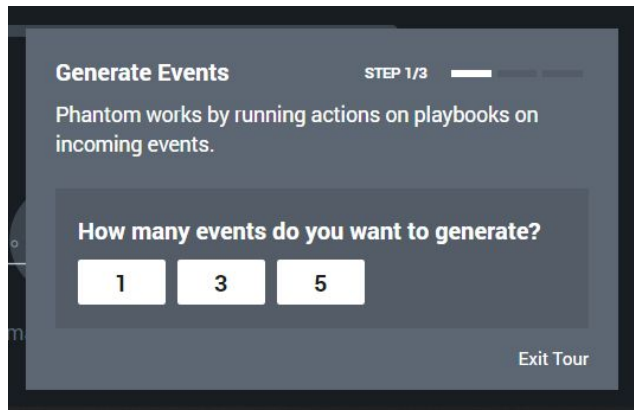 Generate Events
STEP 1/3
Phantom works by running actions on playbooks on
incoming events.
How many events do you want to generate?
1 3 5
Exit Tour